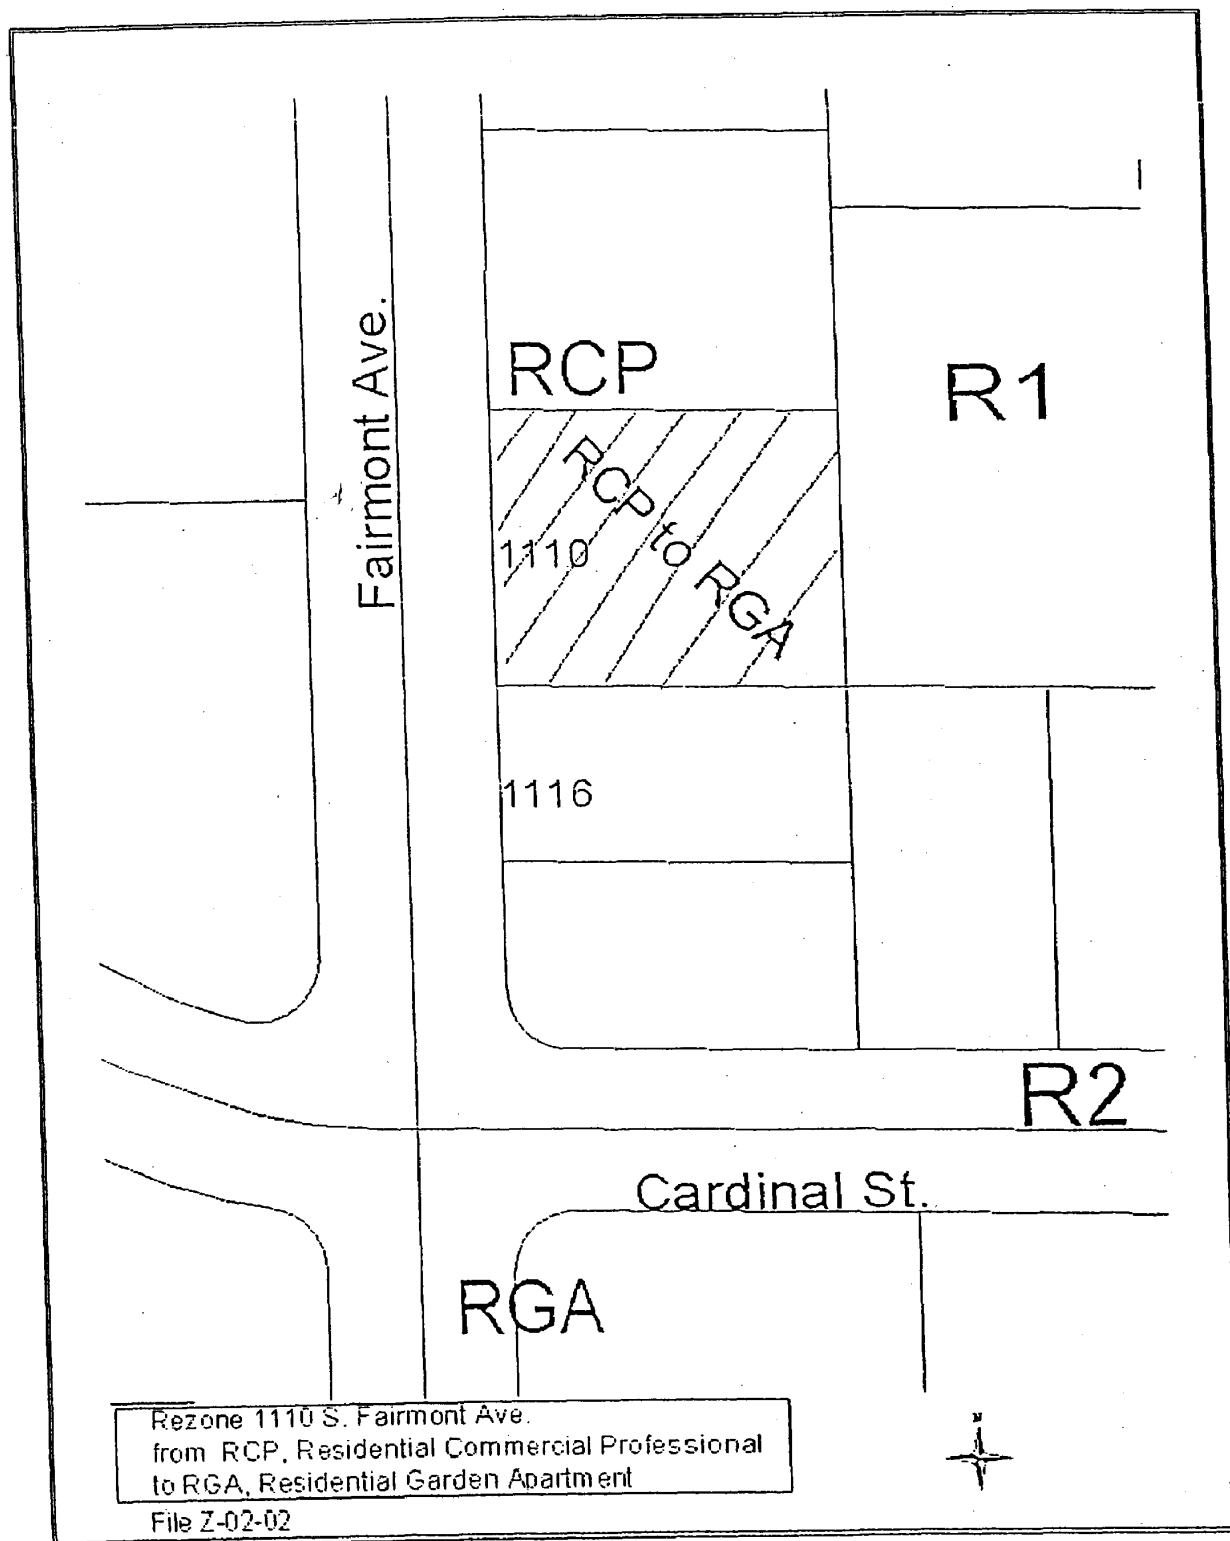 Fairmont Ave.
RCP
R1
RCP to RGA
1110
1116
R2
Cardinal St.
RGA
Rezone 1110 S. Fairmont Ave.
from RCP, Residential Commercial Professional
to RGA, Residential Garden Apartment
File Z-02-02
N